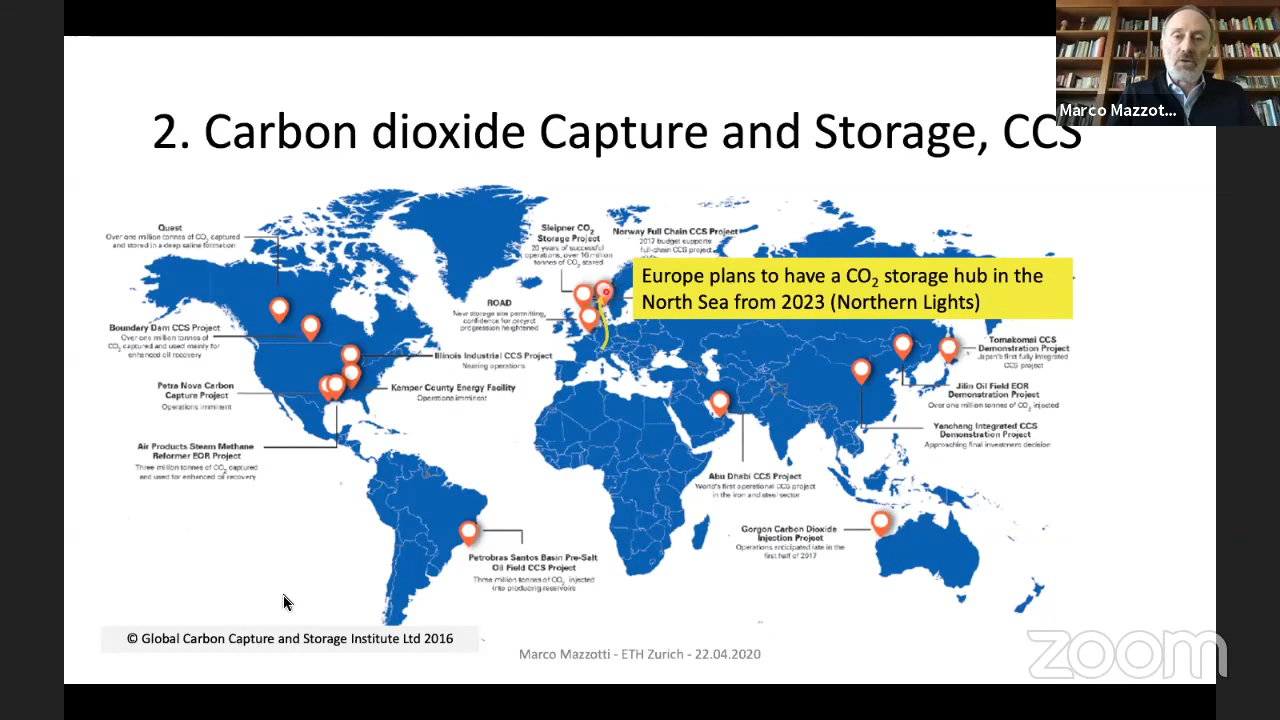 Marco Mazzot...
2. Carbon dioxide Capture and Storage, CCS
Quest
Over one million tonnes of CO2 captured
and stored in a deep saline formation
Sleipner CO2
Storage Project
20 years of successful
operations, over 16 million
tonnes of CO2 stored
Norway Full Chain CCS Project
2017 budget supports
full-chain CCS project
Europe plans to have a CO2 storage hub in the
North Sea from 2023 (Northern Lights)
ROAD
New storage site permitting,
confidence for project
progression heightened
Boundary Dam CCS Project
Over one million tonnes of
CO2 captured and used mainly for
enhanced oil recovery
Illinois Industrial CCS Project
Nearing operations
Tomakomai CCS
Demonstration Project
Japan's first fully integrated
CCS project
Petra Nova Carbon
Capture Project
Operations imminent
Kemper County Energy Facility
Operations imminent
Jilin Oil Field EOR
Demonstration Project
Over one million tonnes of CO2 injected
Yanchang Integrated CCS
Demonstration Project
Approaching final investment decision
Air Products Steam Methane
Reformer EOR Project
Three million tonnes of CO2 captured
and used for enhanced oil recovery
Abu Dhabi CCS Project
World's first operational CCS project
in the iron and steel sector
Gorgon Carbon Dioxide
Injection Project
Operations anticipated late in the
first half of 2017
Petrobras Santos Basin Pre-Salt
Oil Field CCS Project
Three million tonnes of CO2 injected
into producing reservoirs
© Global Carbon Capture and Storage Institute Ltd 2016
Marco Mazzotti - ETH Zurich - 22.04.2020
zoom